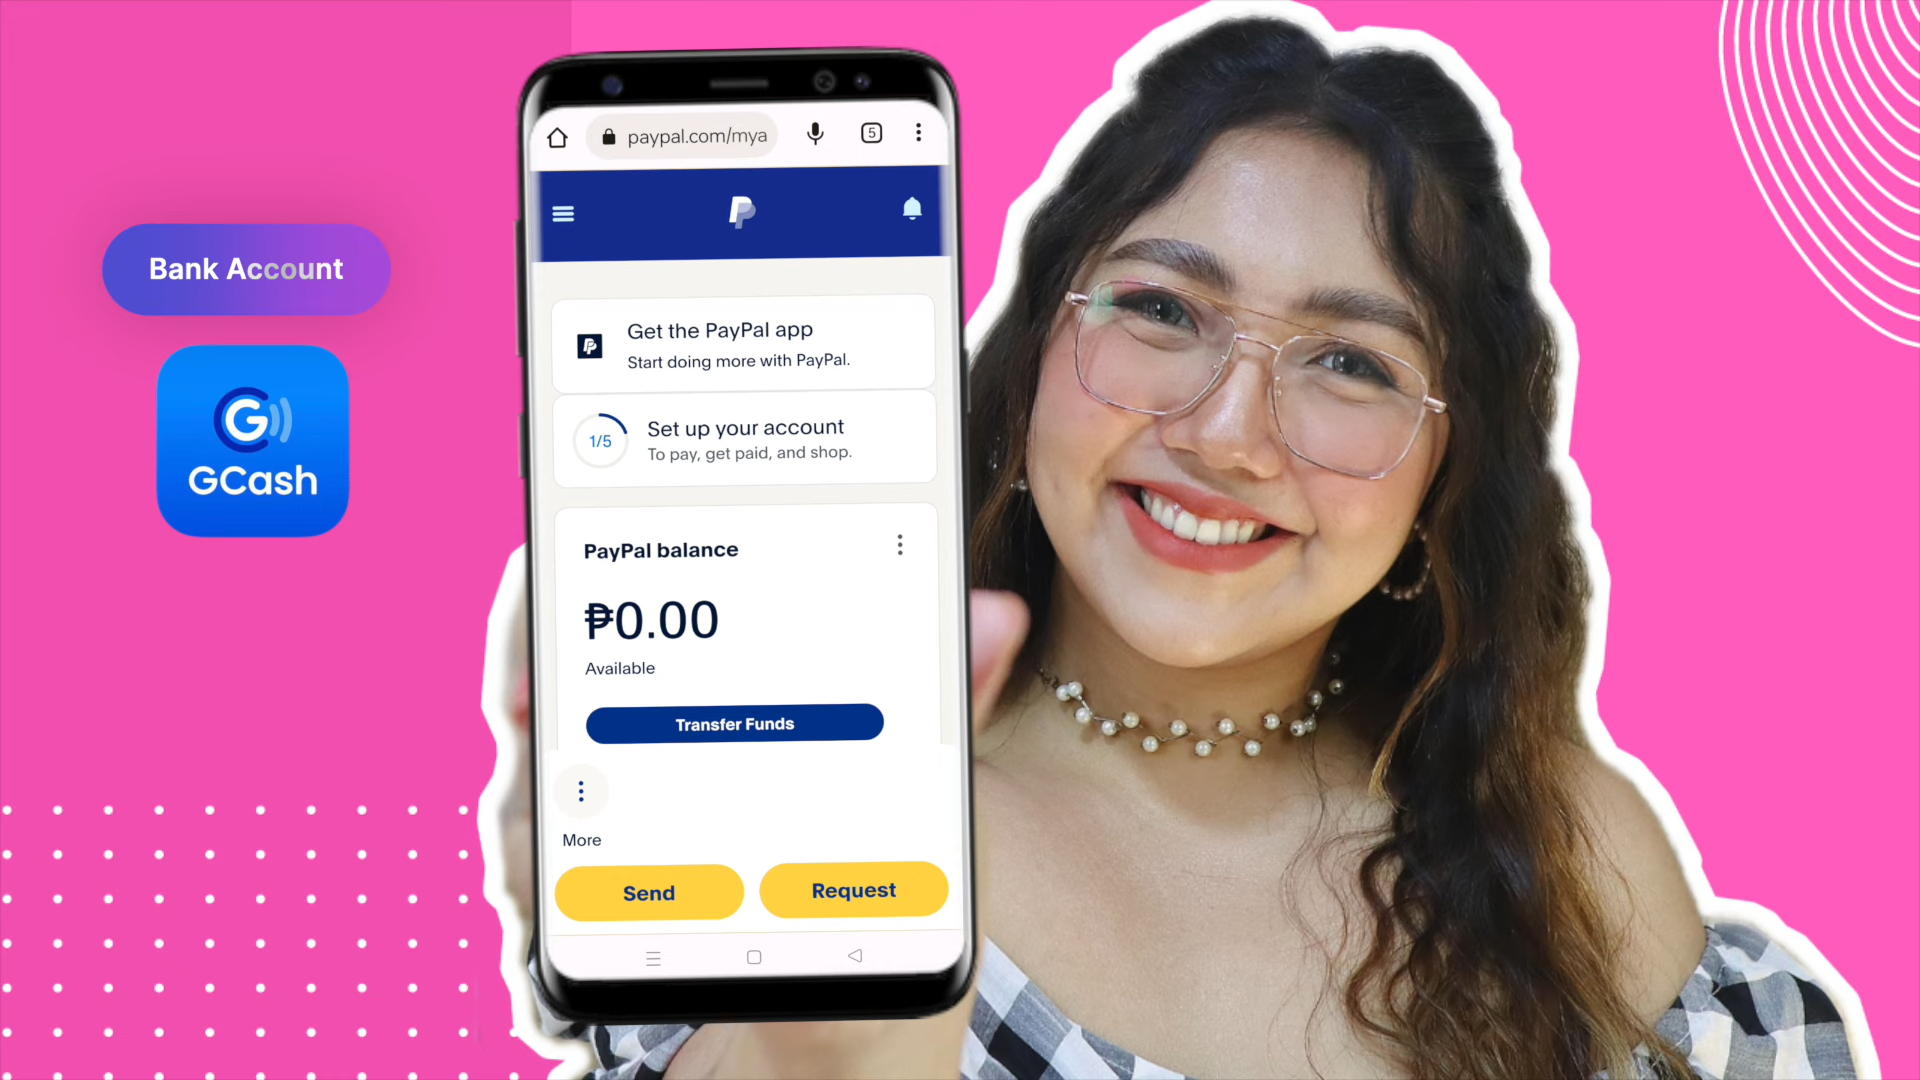 Bank Account
GCash
5
paypal.com/mya
Get the PayPal app
Start doing more with PayPal.
1/5
Set up your account
To pay, get paid, and shop.
PayPal balance
₱0.00
Available
Transfer Funds
More
Send
Request